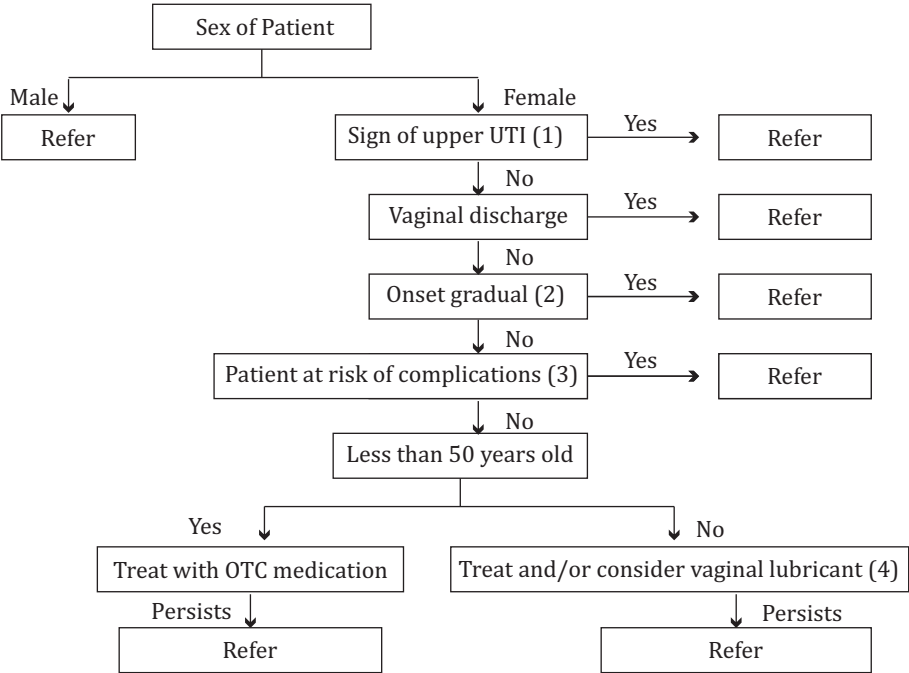 Sex of Patient
Male
Female
Refer
Sign of upper UTI (1)
Yes
Refer
No
Vaginal discharge
Yes
Refer
No
Onset gradual (2)
Yes
Refer
No
Patient at risk of complications (3)
Yes
Refer
No
Less than 50 years old
Yes
No
Treat with OTC medication
Treat and/or consider vaginal lubricant (4)
Persists
Persists
Refer
Refer